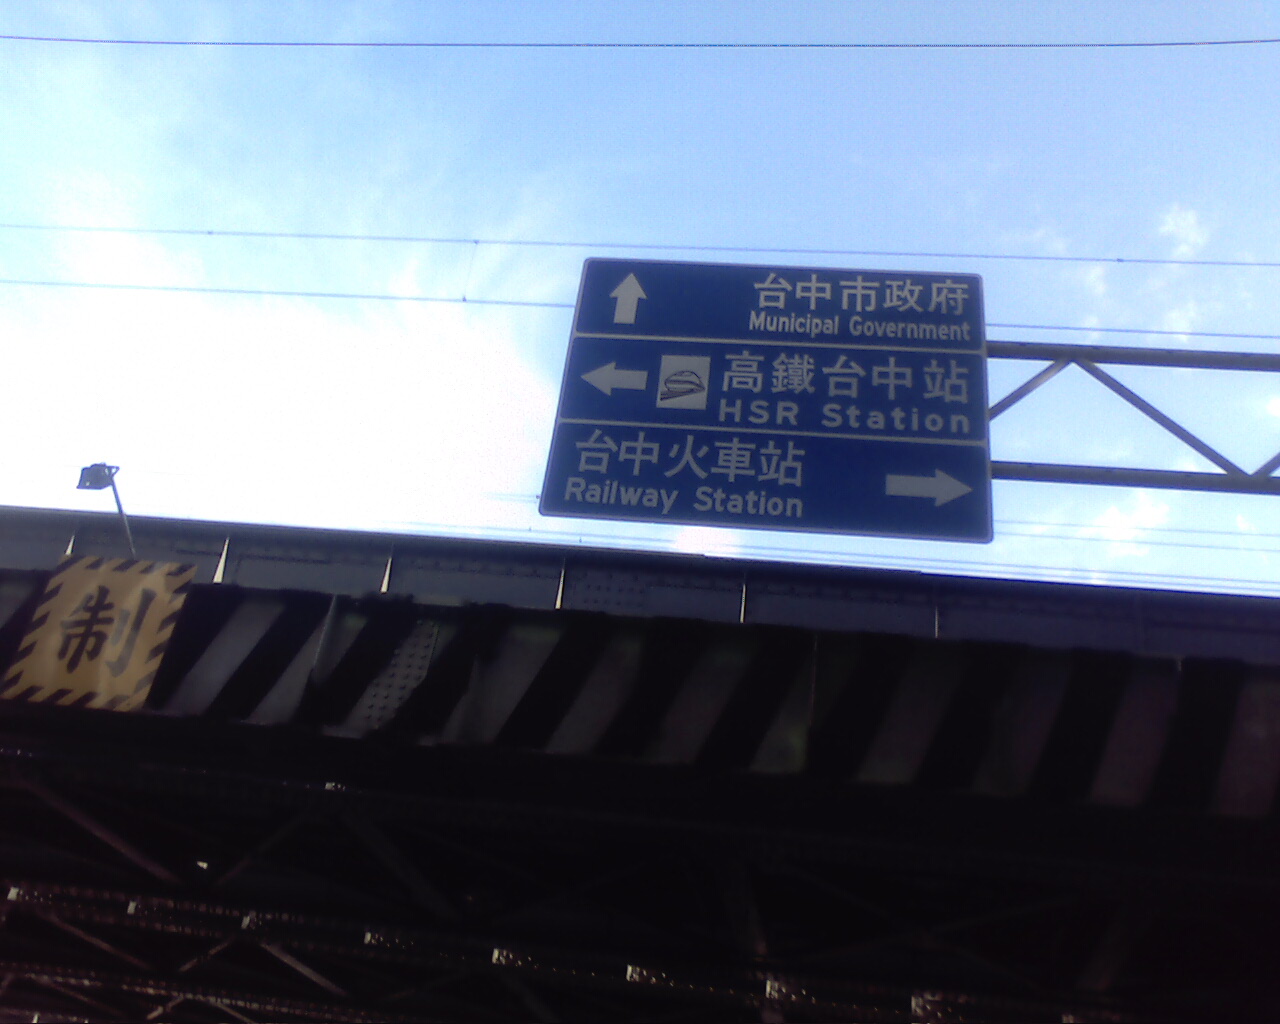 台中市政府
Municipal Government
高鐵台中站
HSR Station
台中火車站
Railway Station
制